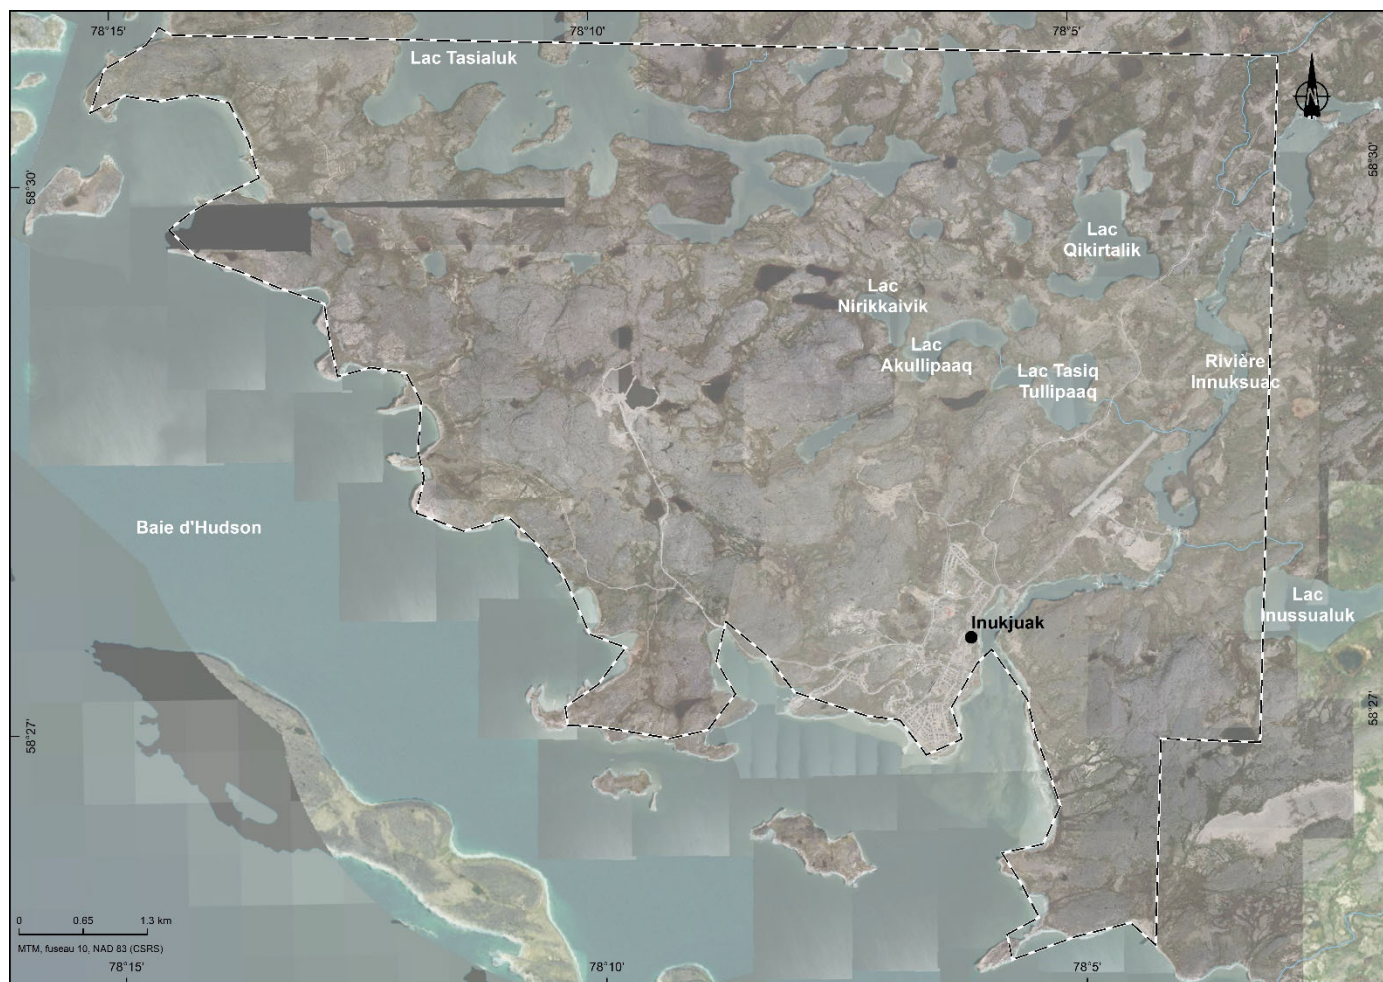 78°15'
78°10'
78°5'
Lac Tasialuk
N
58°30'
58°30'
Lac
Qikirtalik
Lac
Nirikkaivik
Lac
Akullipaaq
Lac Tasiq
Tullipaaq
Rivière
Innuksuac
Baie d'Hudson
Lac
Inussualuk
Inukjuak
58°27'
58°27'
0 0.65 1.3 km
MTM, fuseau 10, NAD 83 (CSRS)
78°15'
78°10'
78°5'